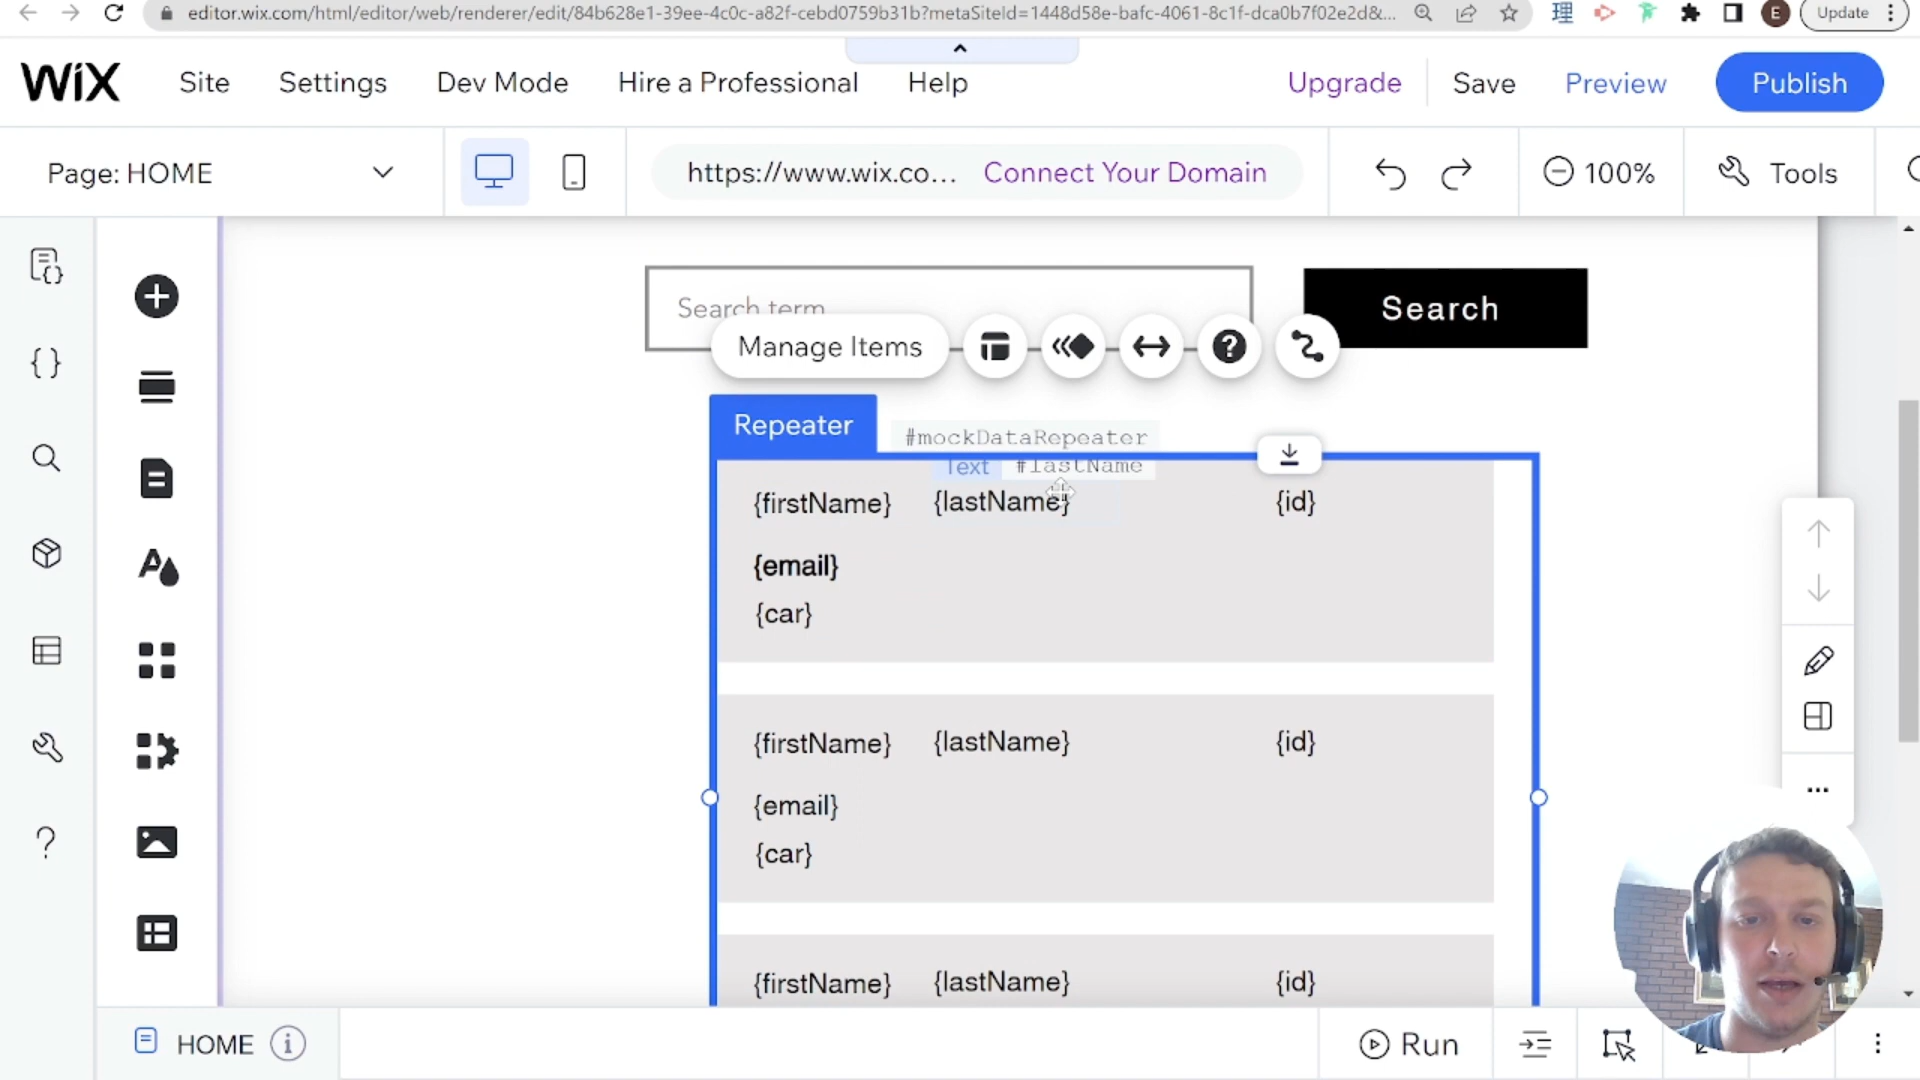 editor.wix.com/html/editor/web/renderer/edit/84b628e1-39ee-4c0c-a82f-cebd0759b31b?metaSiteId=1448d58e-bafc-4061-8c1f-dca0b7f02e2d&...
理
E
Update
WiX
Site
Settings
Dev Mode
Hire a Professional
Help
Upgrade
Save
Preview
Publish
Page: HOME
https://www.wix.co...
Connect Your Domain
100%
Tools
Search term
Search
Manage Items
?
Repeater
#mockDataRepeater
Text
#lastName
{firstName}
{lastName}
{id}
{email}
{car}
{firstName}
{lastName}
{id}
{email}
{car}
{firstName}
{lastName}
{id}
HOME
Run